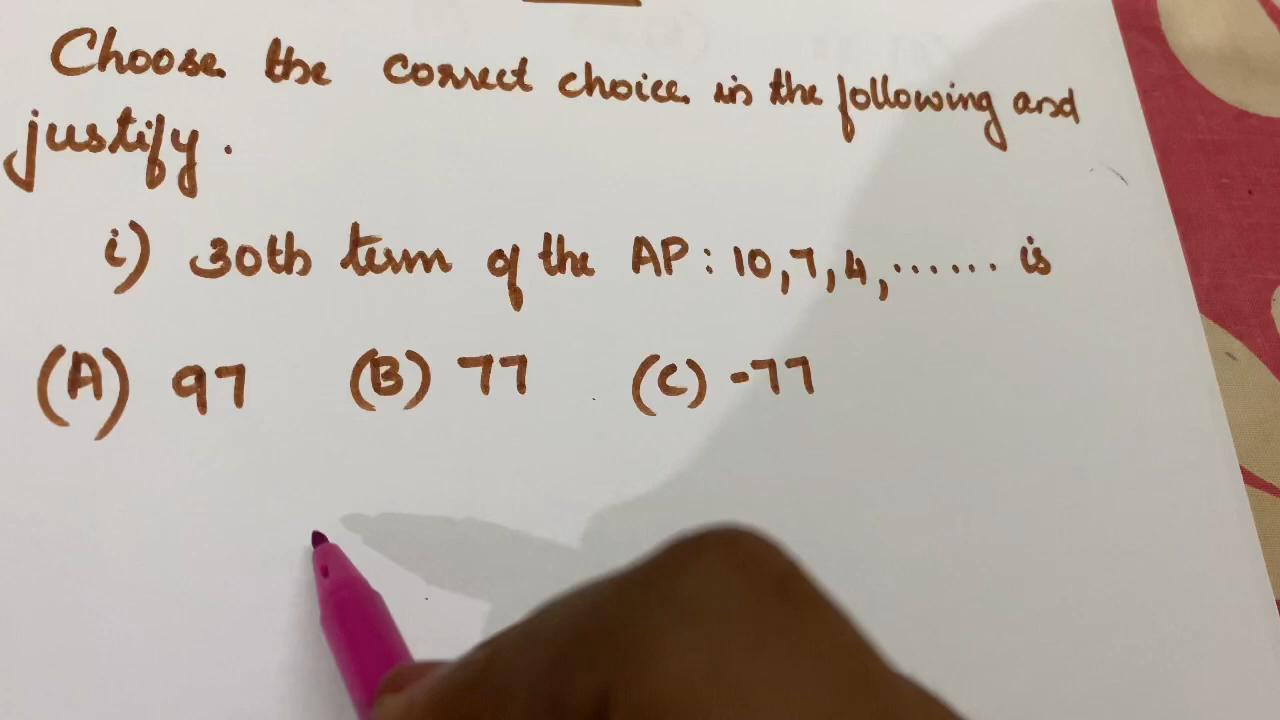 Choose the correct choice in the following and
justify.
i) 30th term of the AP: 10,7,4,...... is
(A) 97 (B) 77 (C) -77